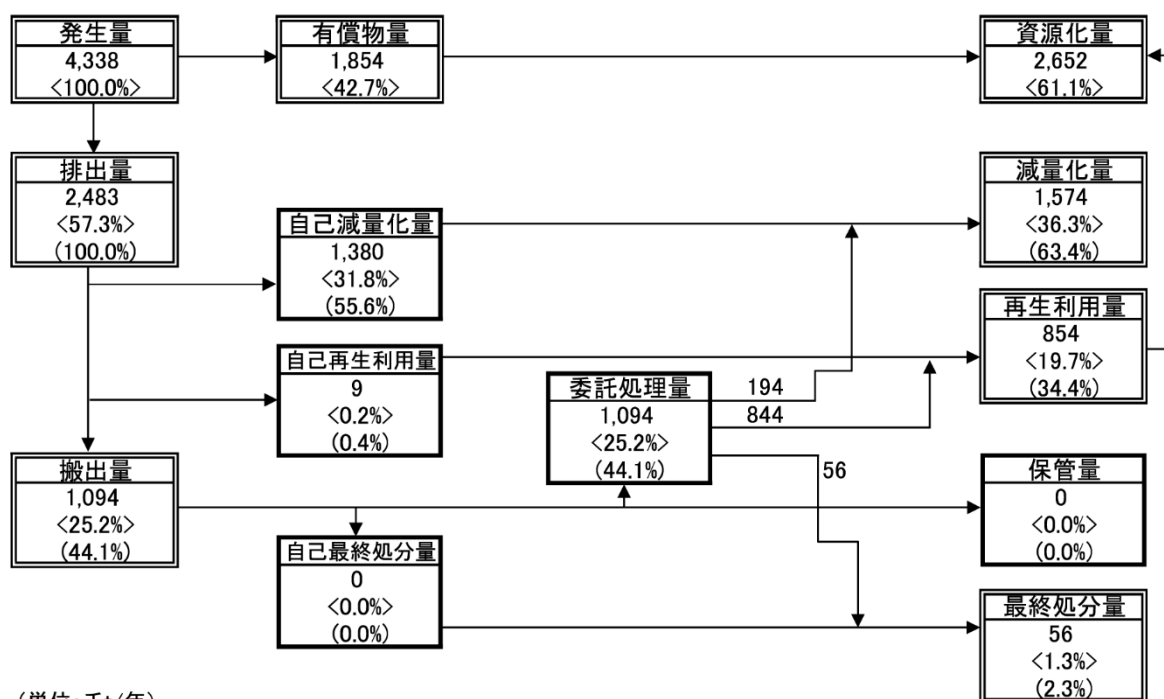 発生量
4,338
<100.0%>
有償物量
1,854
<42.7%>
資源化量
2,652
<61.1%>
排出量
2,483
<57.3%>
(100.0%)
減量化量
1,574
<36.3%>
(63.4%)
自己減量化量
1,380
<31.8%>
(55.6%)
再生利用量
854
<19.7%>
(34.4%)
自己再生利用量
9
<0.2%>
(0.4%)
委託処理量
1,094
<25.2%>
(44.1%)
194
844
56
搬出量
1,094
<25.2%>
(44.1%)
保管量
0
<0.0%>
(0.0%)
自己最終処分量
0
<0.0%>
(0.0%)
最終処分量
56
<1.3%>
(2.3%)
(単位:千t/年)